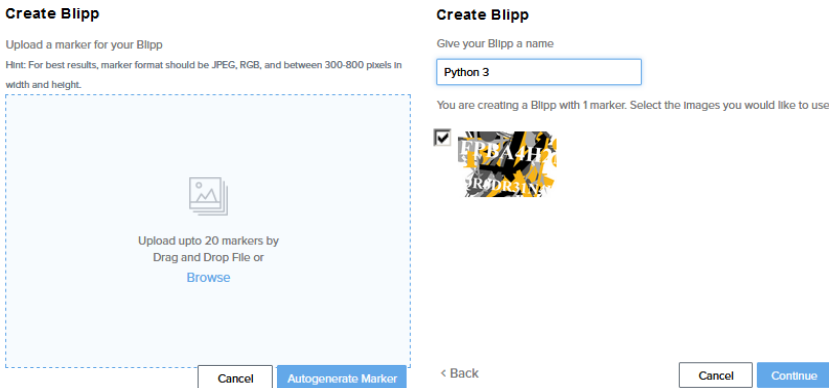 Create Blipp
Upload a marker for your Blipp
Hint: For best results, marker format should be JPEG, RGB, and between 300-800 pixels in
width and height.
Upload upto 20 markers by
Drag and Drop File or
Browse
Cancel
Autogenerate Marker
Create Blipp
Give your Blipp a name
Python 3
You are creating a Blipp with 1 marker. Select the images you would like to use
< Back
Cancel
Continue